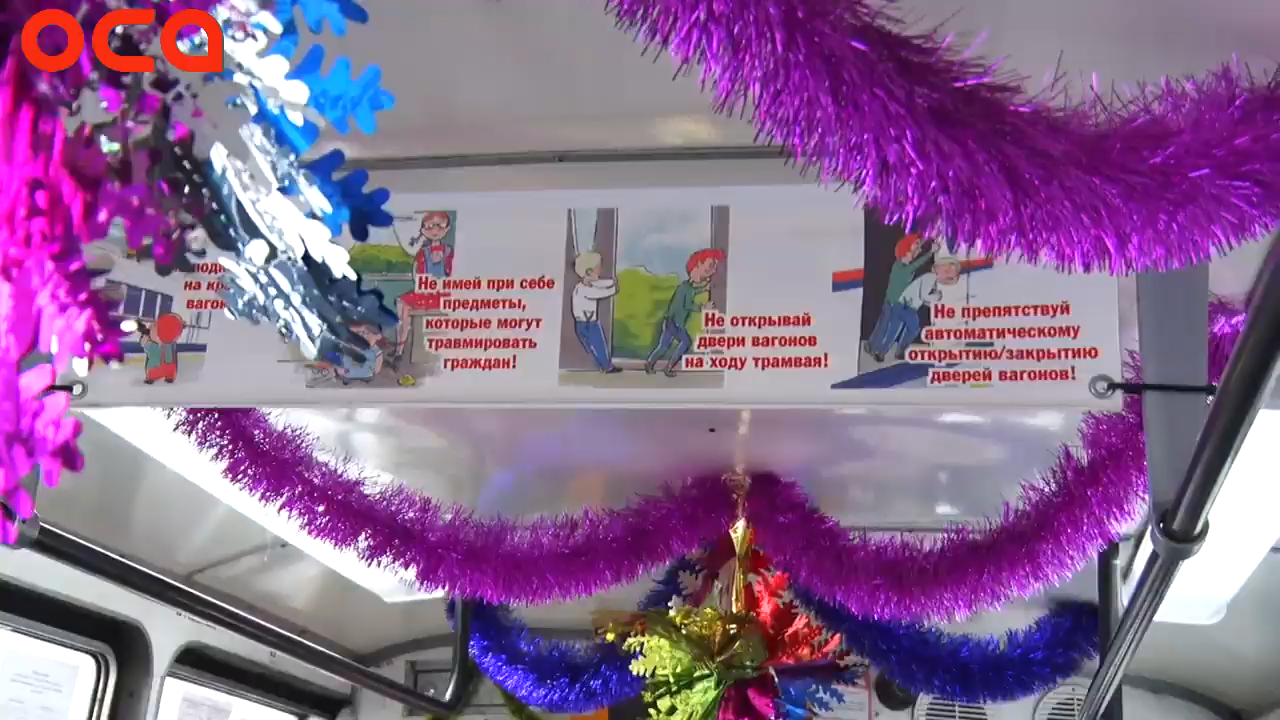 оса
на
Не имей при себе
предметы,
которые могут
травмировать
граждан!
Не открывай
двери вагонов
на ходу трамвая!
Не препятствуй
автоматическому
открытию/закрытию
дверей вагонов!